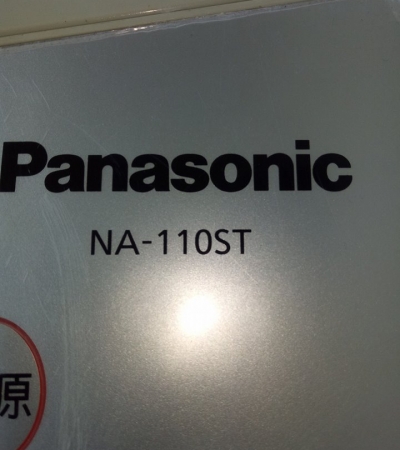 Panasonic
NA-110ST
原